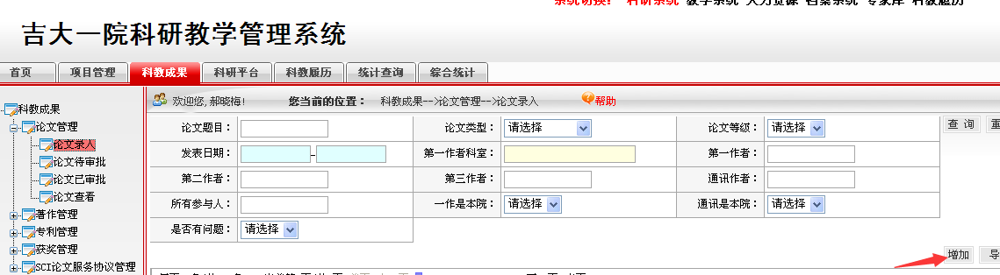 系统切换: 科研系统 教学系统 人力资源 档案系统 专家库 科教履历
吉大一院科研教学管理系统
首页 项目管理 科教成果 科研平台 科教履历 统计查询 综合统计
欢迎您,郝晓梅! 您当前的位置： 科教成果-->论文管理-->论文录入 帮助
科教成果
论文管理
论文录入
论文待审批
论文已审批
论文查看
著作管理
专利管理
获奖管理
SCI论文服务协议管理
论文题目： 论文类型： 请选择 论文等级： 请选择 查 询
发表日期： - 第一作者科室： 第一作者：
第二作者： 第三作者： 通讯作者：
所有参与人： 一作是本院： 请选择 通讯是本院： 请选择
是否有问题： 请选择
增加 导